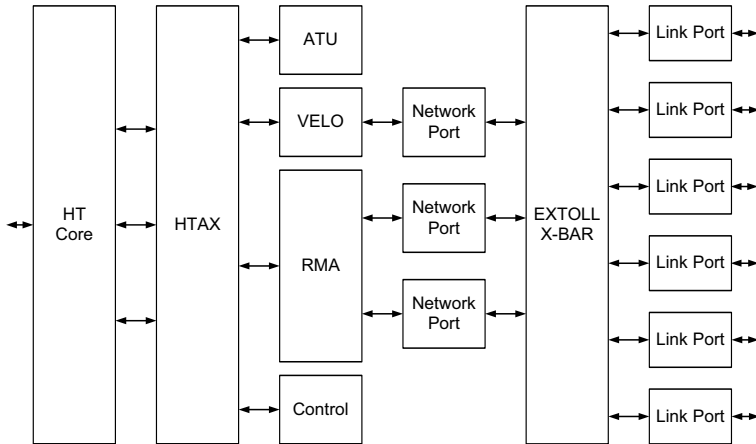 HT
Core
HTAX
ATU
VELO
RMA
Control
Network
Port
Network
Port
Network
Port
EXTOLL
X-BAR
Link Port
Link Port
Link Port
Link Port
Link Port
Link Port